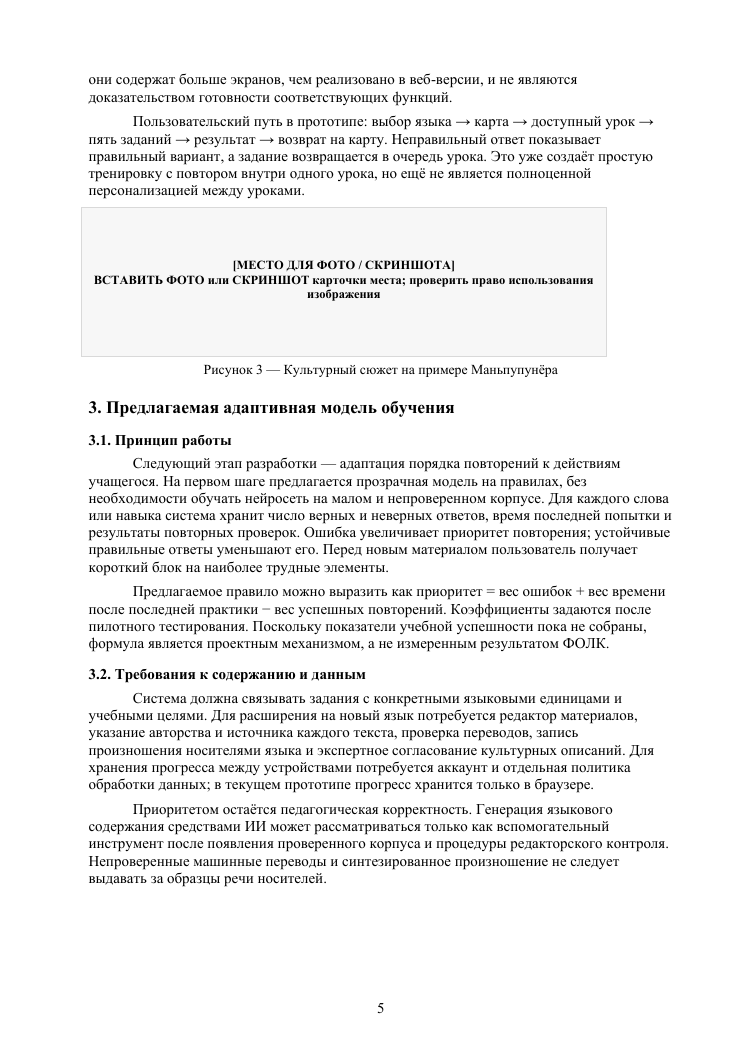 они содержат больше экранов, чем реализовано в веб-версии, и не являются
доказательством готовности соответствующих функций.
Пользовательский путь в прототипе: выбор языка → карта → доступный урок →
пять заданий → результат → возврат на карту. Неправильный ответ показывает
правильный вариант, а задание возвращается в очередь урока. Это уже создаёт простую
тренировку с повтором внутри одного урока, но ещё не является полноценной
персонализацией между уроками.
[МЕСТО ДЛЯ ФОТО / СКРИНШОТА]
ВСТАВИТЬ ФОТО или СКРИНШОТ карточки места; проверить право использования
изображения
Рисунок 3 — Культурный сюжет на примере Маньпупунёра
3. Предлагаемая адаптивная модель обучения
3.1. Принцип работы
Следующий этап разработки — адаптация порядка повторений к действиям
учащегося. На первом шаге предлагается прозрачная модель на правилах, без
необходимости обучать нейросеть на малом и непроверенном корпусе. Для каждого слова
или навыка система хранит число верных и неверных ответов, время последней попытки и
результаты повторных проверок. Ошибка увеличивает приоритет повторения; устойчивые
правильные ответы уменьшают его. Перед новым материалом пользователь получает
короткий блок на наиболее трудные элементы.
Предлагаемое правило можно выразить как приоритет = вес ошибок + вес времени
после последней практики − вес успешных повторений. Коэффициенты задаются после
пилотного тестирования. Поскольку показатели учебной успешности пока не собраны,
формула является проектным механизмом, а не измеренным результатом ФОЛК.
3.2. Требования к содержанию и данным
Система должна связывать задания с конкретными языковыми единицами и
учебными целями. Для расширения на новый язык потребуется редактор материалов,
указание авторства и источника каждого текста, проверка переводов, запись
произношения носителями языка и экспертное согласование культурных описаний. Для
хранения прогресса между устройствами потребуется аккаунт и отдельная политика
обработки данных; в текущем прототипе прогресс хранится только в браузере.
Приоритетом остаётся педагогическая корректность. Генерация языкового
содержания средствами ИИ может рассматриваться только как вспомогательный
инструмент после появления проверенного корпуса и процедуры редакторского контроля.
Непроверенные машинные переводы и синтезированное произношение не следует
выдавать за образцы речи носителей.
5